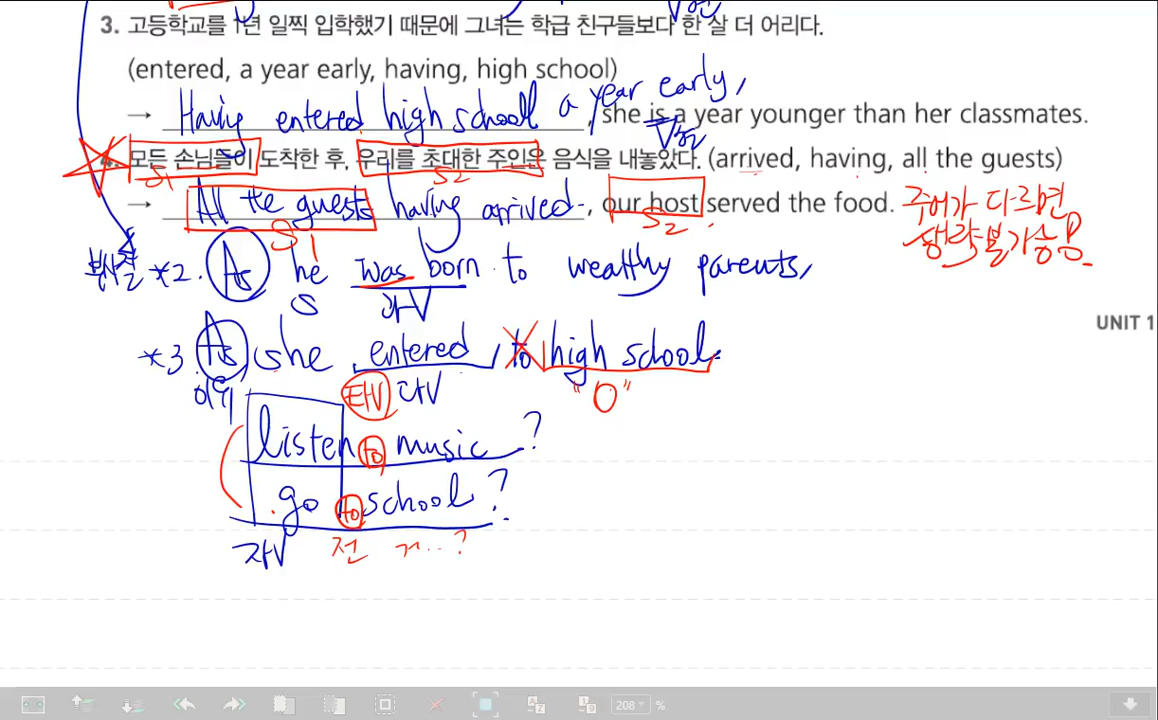 3. 고등학교를 1년 일찍 입학했기 때문에 그녀는 학급 친구들보다 한 살 더 어리다.
(entered, a year early, having, high school)
→ Having entered high school a year early, she is a year younger than her classmates.
4. 모든 손님들이 도착한 후, 우리를 초대한 주인은 음식을 내놓았다. (arrived, having, all the guests)
S1 S2
→ All the guests having arrived, our host served the food. 주어가 다르면
S1 S2 생략 불가능
*2. As he was born to wealthy parents,
S 과V
*3 As she entered, to high school.
이유 타V 과V "O"
listen to music?
go to school?
자V 전
UNIT 1
208 %